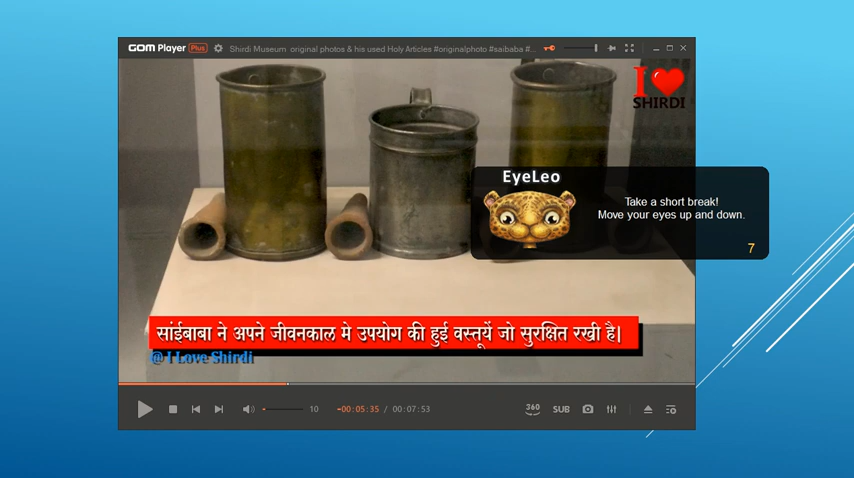 GOM Player Plus Shirdi Museum original photos & his used Holy Articles #originalphoto #saibaba #...
I
SHIRDI
EyeLeo
Take a short break!
Move your eyes up and down.
7
सांईबाबा ने अपने जीवनकाल मे उपयोग की हुई वस्तूयें जो सुरक्षित रखी है।
@ I Love Shirdi
10 -00:05:35 / 00:07:53 360 SUB